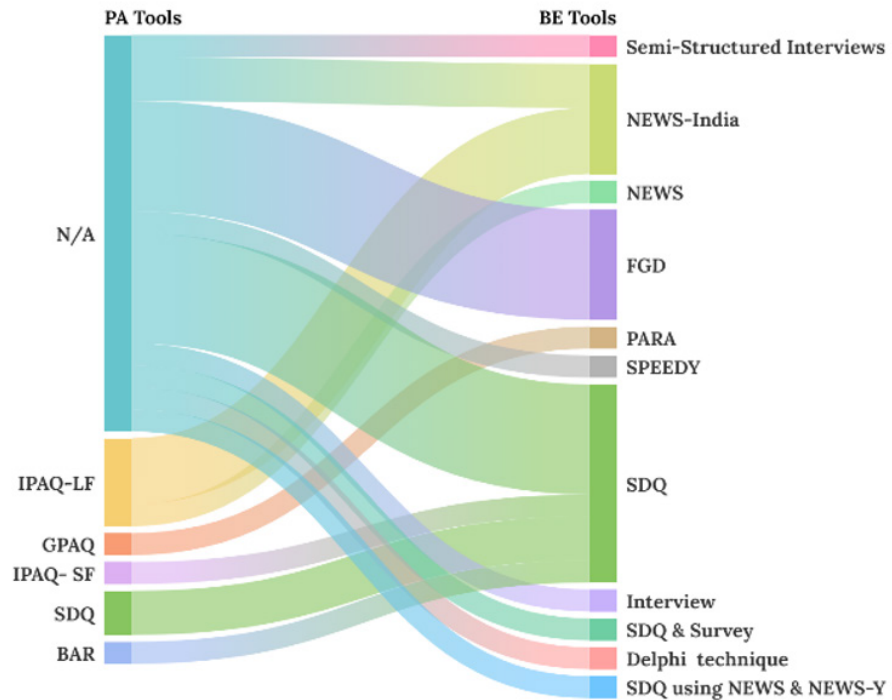 PA Tools
BE Tools
N/A
IPAQ-LF
GPAQ
IPAQ- SF
SDQ
BAR
Semi-Structured Interviews
NEWS-India
NEWS
FGD
PARA
SPEEDY
SDQ
Interview
SDQ & Survey
Delphi technique
SDQ using NEWS & NEWS-Y